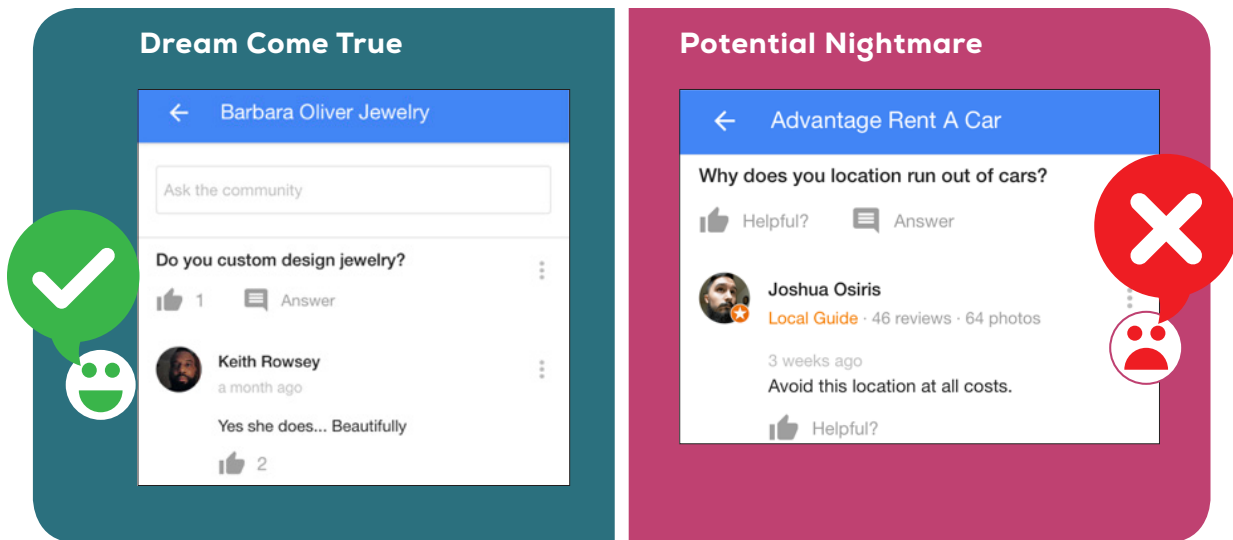 Dream Come True
Barbara Oliver Jewelry
Ask the community
Do you custom design jewelry?
1 Answer
Keith Rowsey
a month ago
Yes she does... Beautifully
2
Potential Nightmare
Advantage Rent A Car
Why does you location run out of cars?
Helpful? Answer
Joshua Osiris
Local Guide · 46 reviews · 64 photos
3 weeks ago
Avoid this location at all costs.
Helpful?